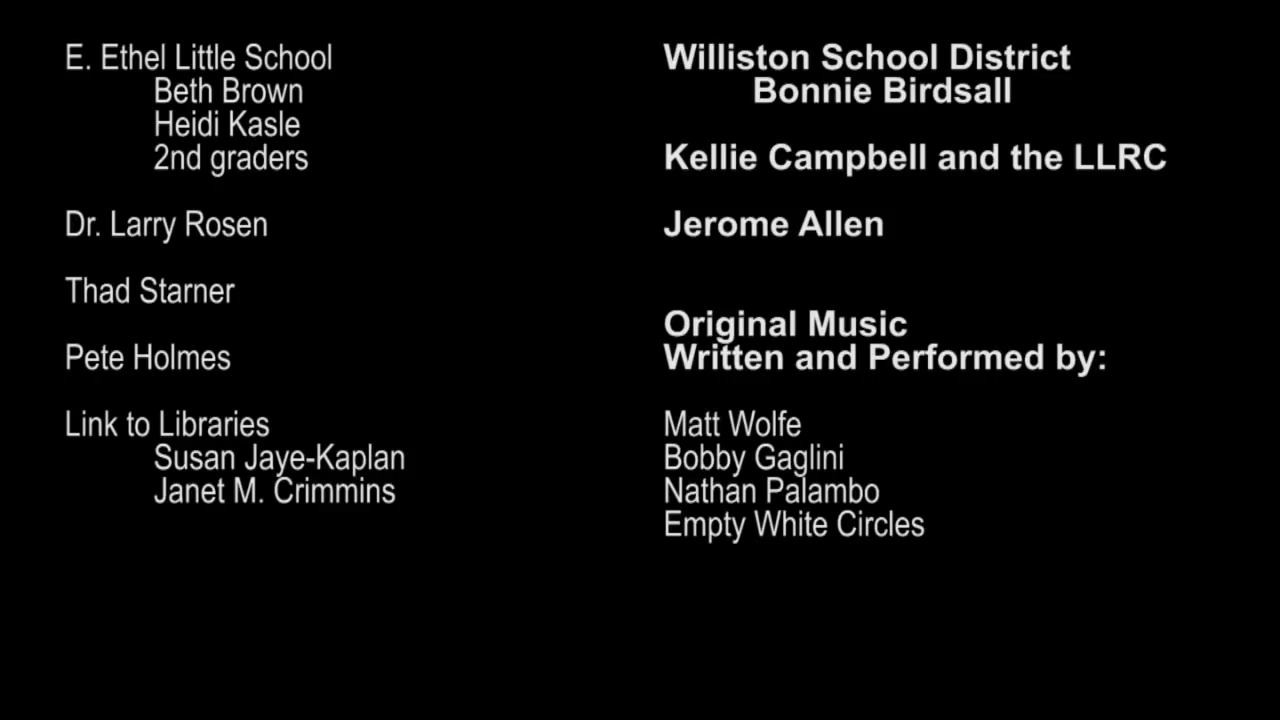 E. Ethel Little School
Beth Brown
Heidi Kasle
2nd graders
Dr. Larry Rosen
Thad Starner
Pete Holmes
Link to Libraries
Susan Jaye-Kaplan
Janet M. Crimmins
Williston School District
Bonnie Birdsall
Kellie Campbell and the LLRC
Jerome Allen
Original Music
Written and Performed by:
Matt Wolfe
Bobby Gaglini
Nathan Palambo
Empty White Circles